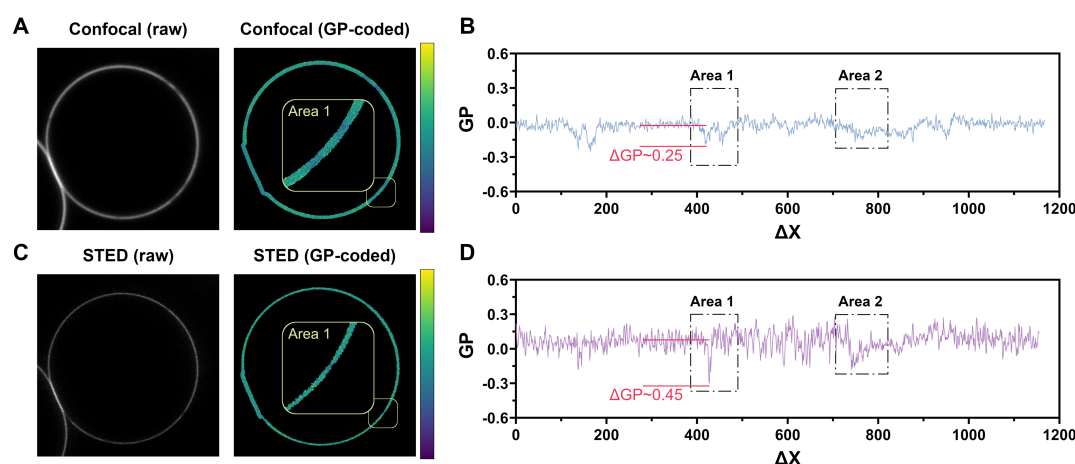 A
Confocal (raw)
Confocal (GP-coded)
Area 1
B
GP
0.6
0.3
0.0
-0.3
-0.6
Area 1
Area 2
ΔGP~0.25
0
200
400
600
800
1000
1200
ΔX
C
STED (raw)
STED (GP-coded)
Area 1
D
GP
0.6
0.3
0.0
-0.3
-0.6
Area 1
Area 2
ΔGP~0.45
0
200
400
600
800
1000
1200
ΔX